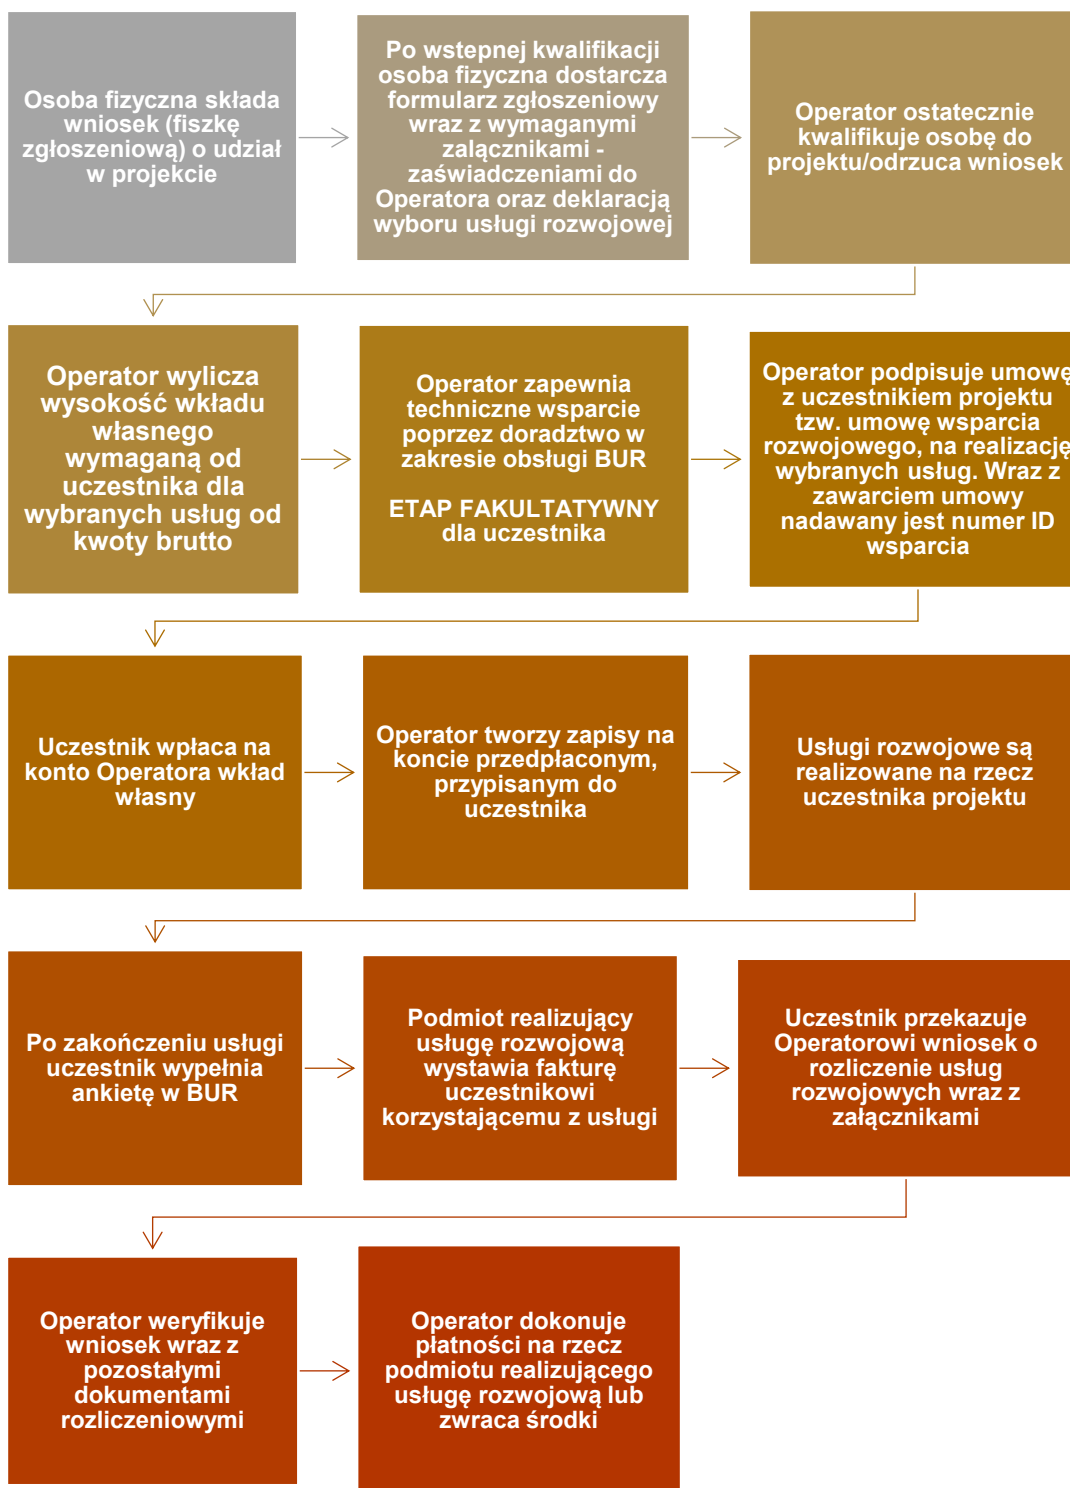 Osoba fizyczna składa
wniosek (fiszkę
zgłoszeniową) o udział
w projekcie
Po wstepnej kwalifikacji
osoba fizyczna dostarcza
formularz zgłoszeniowy
wraz z wymaganymi
zalącznikami -
zaświadczeniami do
Operatora oraz deklaracją
wyboru usługi rozwojowej
Operator ostatecznie
kwalifikuje osobę do
projektu/odrzuca wniosek
Operator wylicza
wysokość wkładu
własnego
wymaganą od
uczestnika dla
wybranych usług od
kwoty brutto
Operator zapewnia
techniczne wsparcie
poprzez doradztwo w
zakresie obsługi BUR
ETAP FAKULTATYWNY
dla uczestnika
Operator podpisuje umowę
z uczestnikiem projektu
tzw. umowę wsparcia
rozwojowego, na realizację
wybranych usług. Wraz z
zawarciem umowy
nadawany jest numer ID
wsparcia
Uczestnik wpłaca na
konto Operatora wkład
własny
Operator tworzy zapisy na
koncie przedpłaconym,
przypisanym do
uczestnika
Usługi rozwojowe są
realizowane na rzecz
uczestnika projektu
Po zakończeniu usługi
uczestnik wypełnia
ankietę w BUR
Podmiot realizujący
usługę rozwojową
wystawia fakturę
uczestnikowi
korzystającemu z usługi
Uczestnik przekazuje
Operatorowi wniosek o
rozliczenie usług
rozwojowych wraz z
załącznikami
Operator weryfikuje
wniosek wraz z
pozostałymi
dokumentami
rozliczeniowymi
Operator dokonuje
płatności na rzecz
podmiotu realizującego
usługę rozwojową lub
zwraca środki